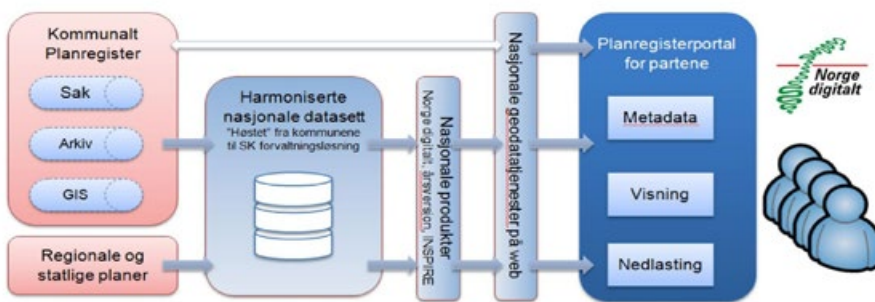 Kommunalt
Planregister
Sak
Arkiv
GIS
Regionale og
statlige planer
Harmoniserte
nasjonale datasett
"Høstet" fra kommunene
til SK forvaltningsløsning
Nasjonale produkter
Norge digitalt, årsversjon, INSPIRE
Nasjonale geodatatjenester på web
Planregisterportal
for partene
Metadata
Visning
Nedlasting
Norge
digitalt